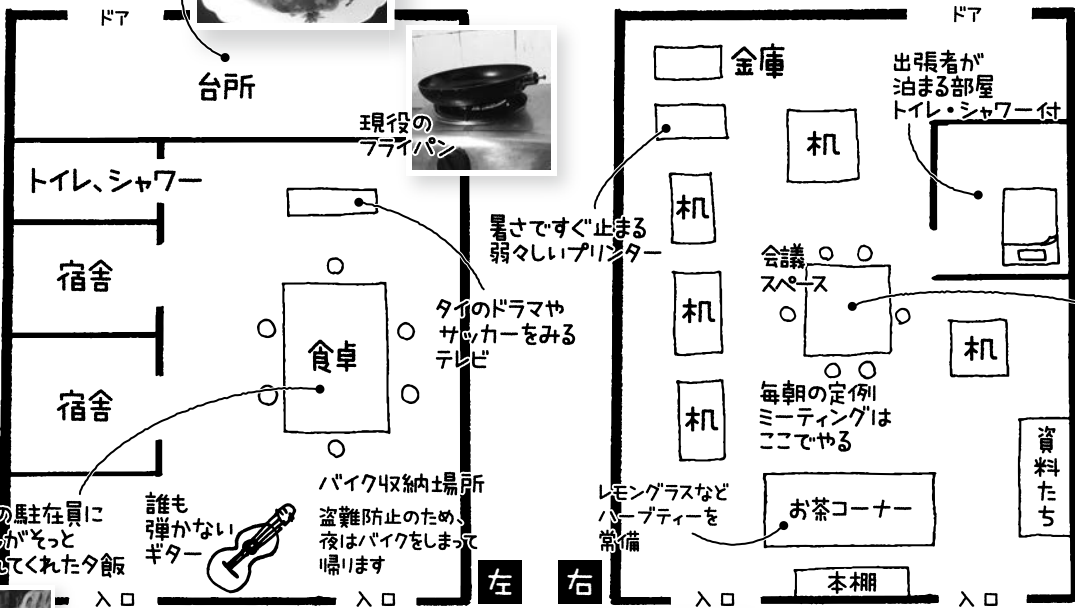 ドア
台所
現役の
フライパン
トイレ、シャワー
宿舎
宿舎
タイのドラマや
サッカーをみる
テレビ
食卓
の駐在員に
がそっと
てくれた夕飯
誰も
弾かない
ギター
バイク収納場所
盗難防止のため、
夜はバイクをしまって
帰ります
入口
入口
左
ドア
金庫
出張者が
泊まる部屋
トイレ・シャワー付
机
暑さですぐ止まる
弱々しいプリンター
机
会議
スペース
机
机
机
毎朝の定例
ミーティングは
ここでやる
資料たち
レモングラスなど
ハーブティーを
常備
お茶コーナー
本棚
入口
入口
右